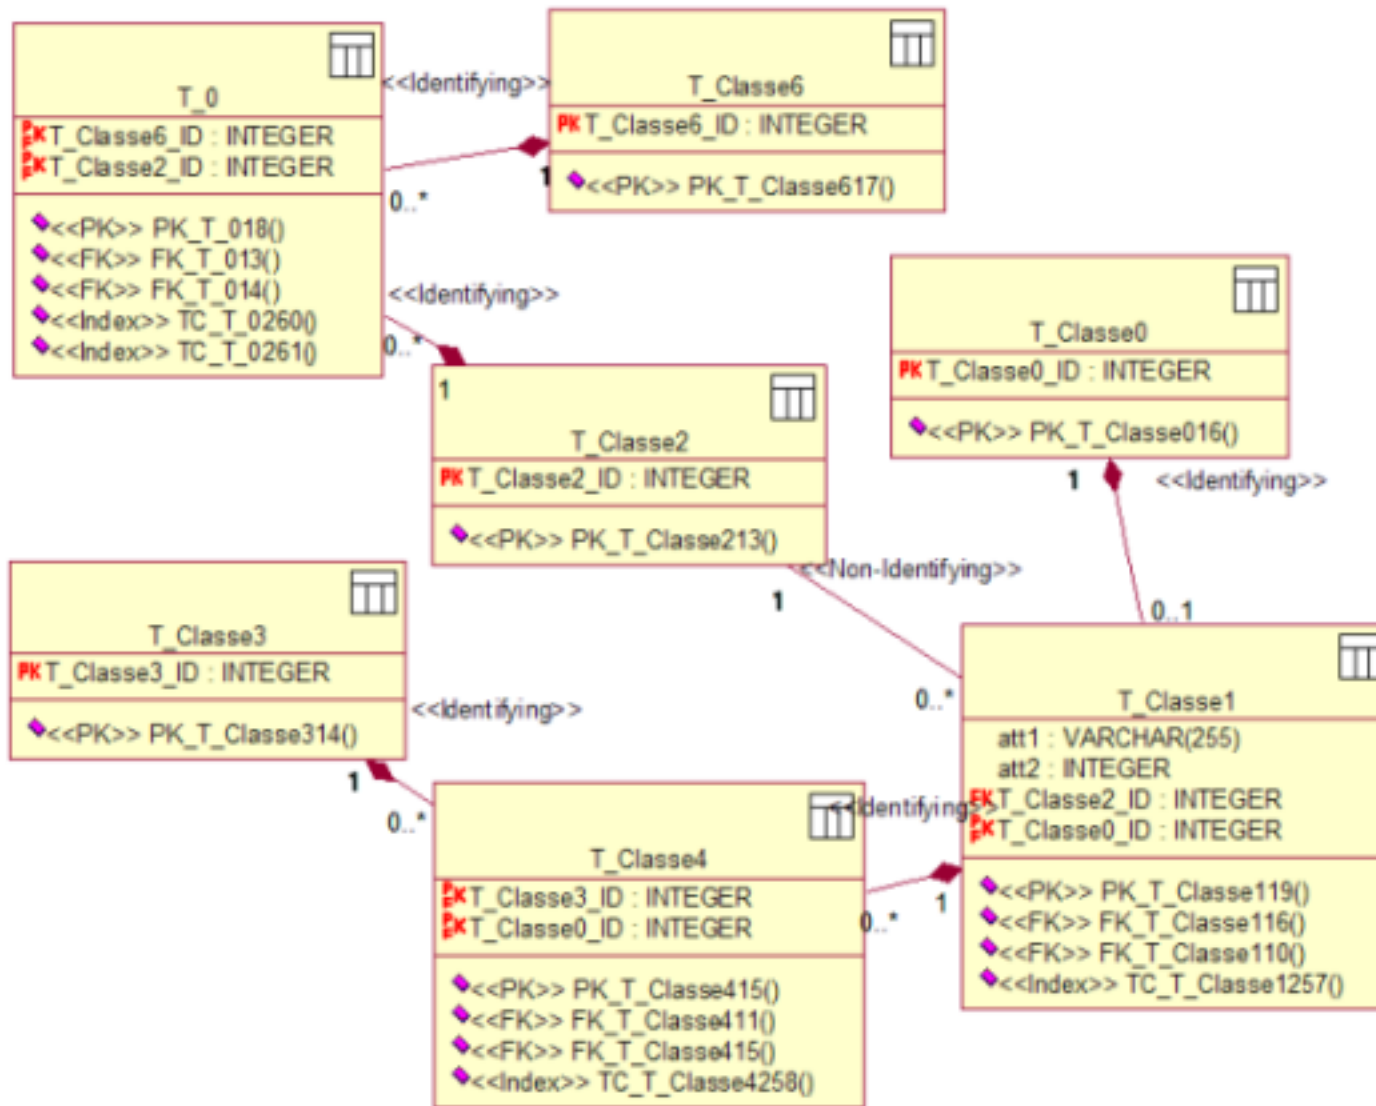 T_0
PK T_Classe6_ID : INTEGER
PK T_Classe2_ID : INTEGER
<<PK>> PK_T_018()
<<FK>> FK_T_013()
<<FK>> FK_T_014()
<<Index>> TC_T_0260()
<<Index>> TC_T_0261()
<<Identifying>>
0..*
1
T_Classe6
PK T_Classe6_ID : INTEGER
<<PK>> PK_T_Classe617()
<<Identifying>>
0..*
1
T_Classe2
PK T_Classe2_ID : INTEGER
<<PK>> PK_T_Classe213()
T_Classe0
PK T_Classe0_ID : INTEGER
<<PK>> PK_T_Classe016()
1
<<Identifying>>
0..1
<<Non-Identifying>>
1
0..*
T_Classe3
PK T_Classe3_ID : INTEGER
<<PK>> PK_T_Classe314()
<<Identifying>>
1
0..*
T_Classe4
PK T_Classe3_ID : INTEGER
PK T_Classe0_ID : INTEGER
<<PK>> PK_T_Classe415()
<<FK>> FK_T_Classe411()
<<FK>> FK_T_Classe415()
<<Index>> TC_T_Classe4258()
<<Identifying>>
0..*
1
T_Classe1
att1 : VARCHAR(255)
att2 : INTEGER
FK T_Classe2_ID : INTEGER
PK T_Classe0_ID : INTEGER
<<PK>> PK_T_Classe119()
<<FK>> FK_T_Classe116()
<<FK>> FK_T_Classe110()
<<Index>> TC_T_Classe1257()